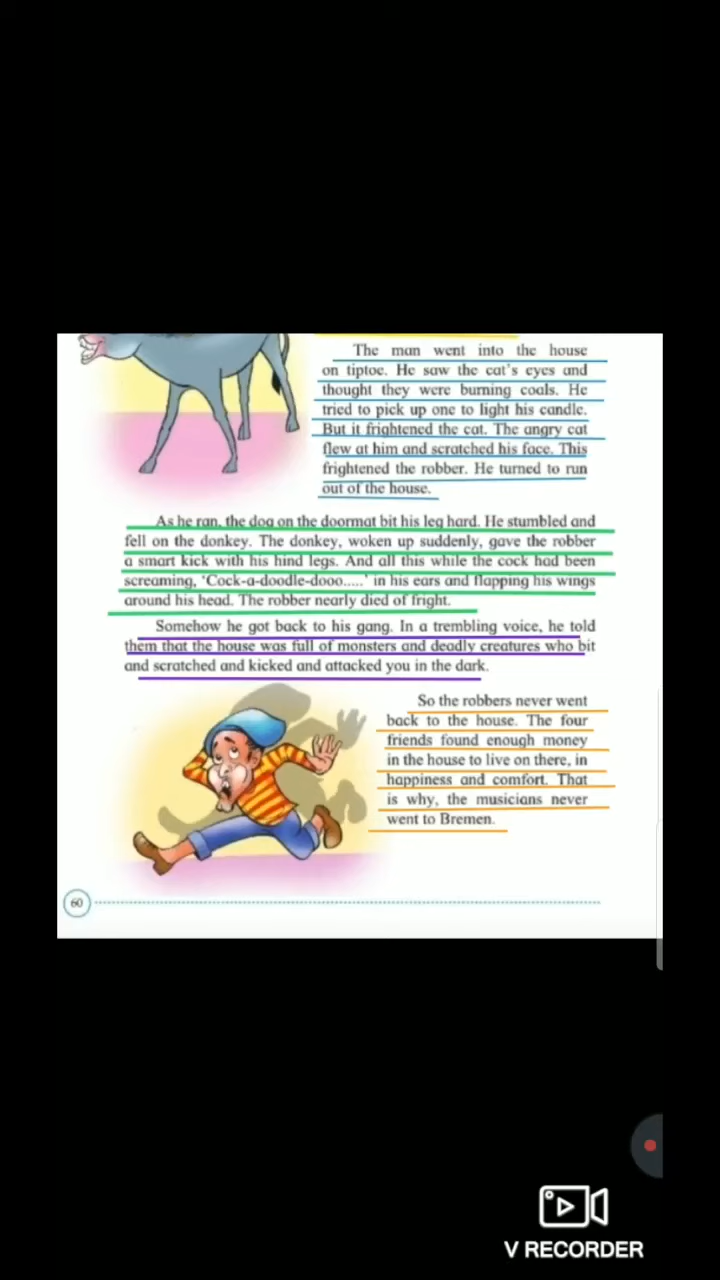 The man went into the house
on tiptoe. He saw the cat's eyes and
thought they were burning coals. He
tried to pick up one to light his candle.
But it frightened the cat. The angry cat
flew at him and scratched his face. This
frightened the robber. He turned to run
out of the house.
As he ran, the dog on the doormat bit his leg hard. He stumbled and
fell on the donkey. The donkey, woken up suddenly, gave the robber
a smart kick with his hind legs. And all this while the cock had been
screaming, 'Cock-a-doodle-dooo.....' in his ears and flapping his wings
around his head. The robber nearly died of fright.
Somehow he got back to his gang. In a trembling voice, he told
them that the house was full of monsters and deadly creatures who bit
and scratched and kicked and attacked you in the dark.
So the robbers never went
back to the house. The four
friends found enough money
in the house to live on there, in
happiness and comfort. That
is why, the musicians never
went to Bremen.
60
V RECORDER